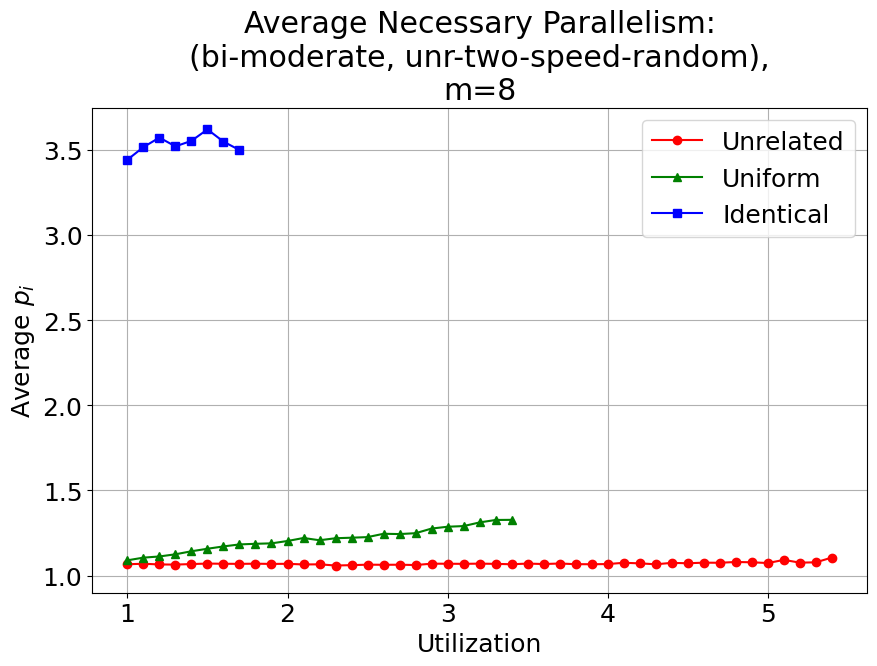 Average Necessary Parallelism:
(bi-moderate, unr-two-speed-random),
m=8
Unrelated
Uniform
Identical
3.5
3.0
2.5
2.0
1.5
1.0
Average $p_i$
1 2 3 4 5
Utilization